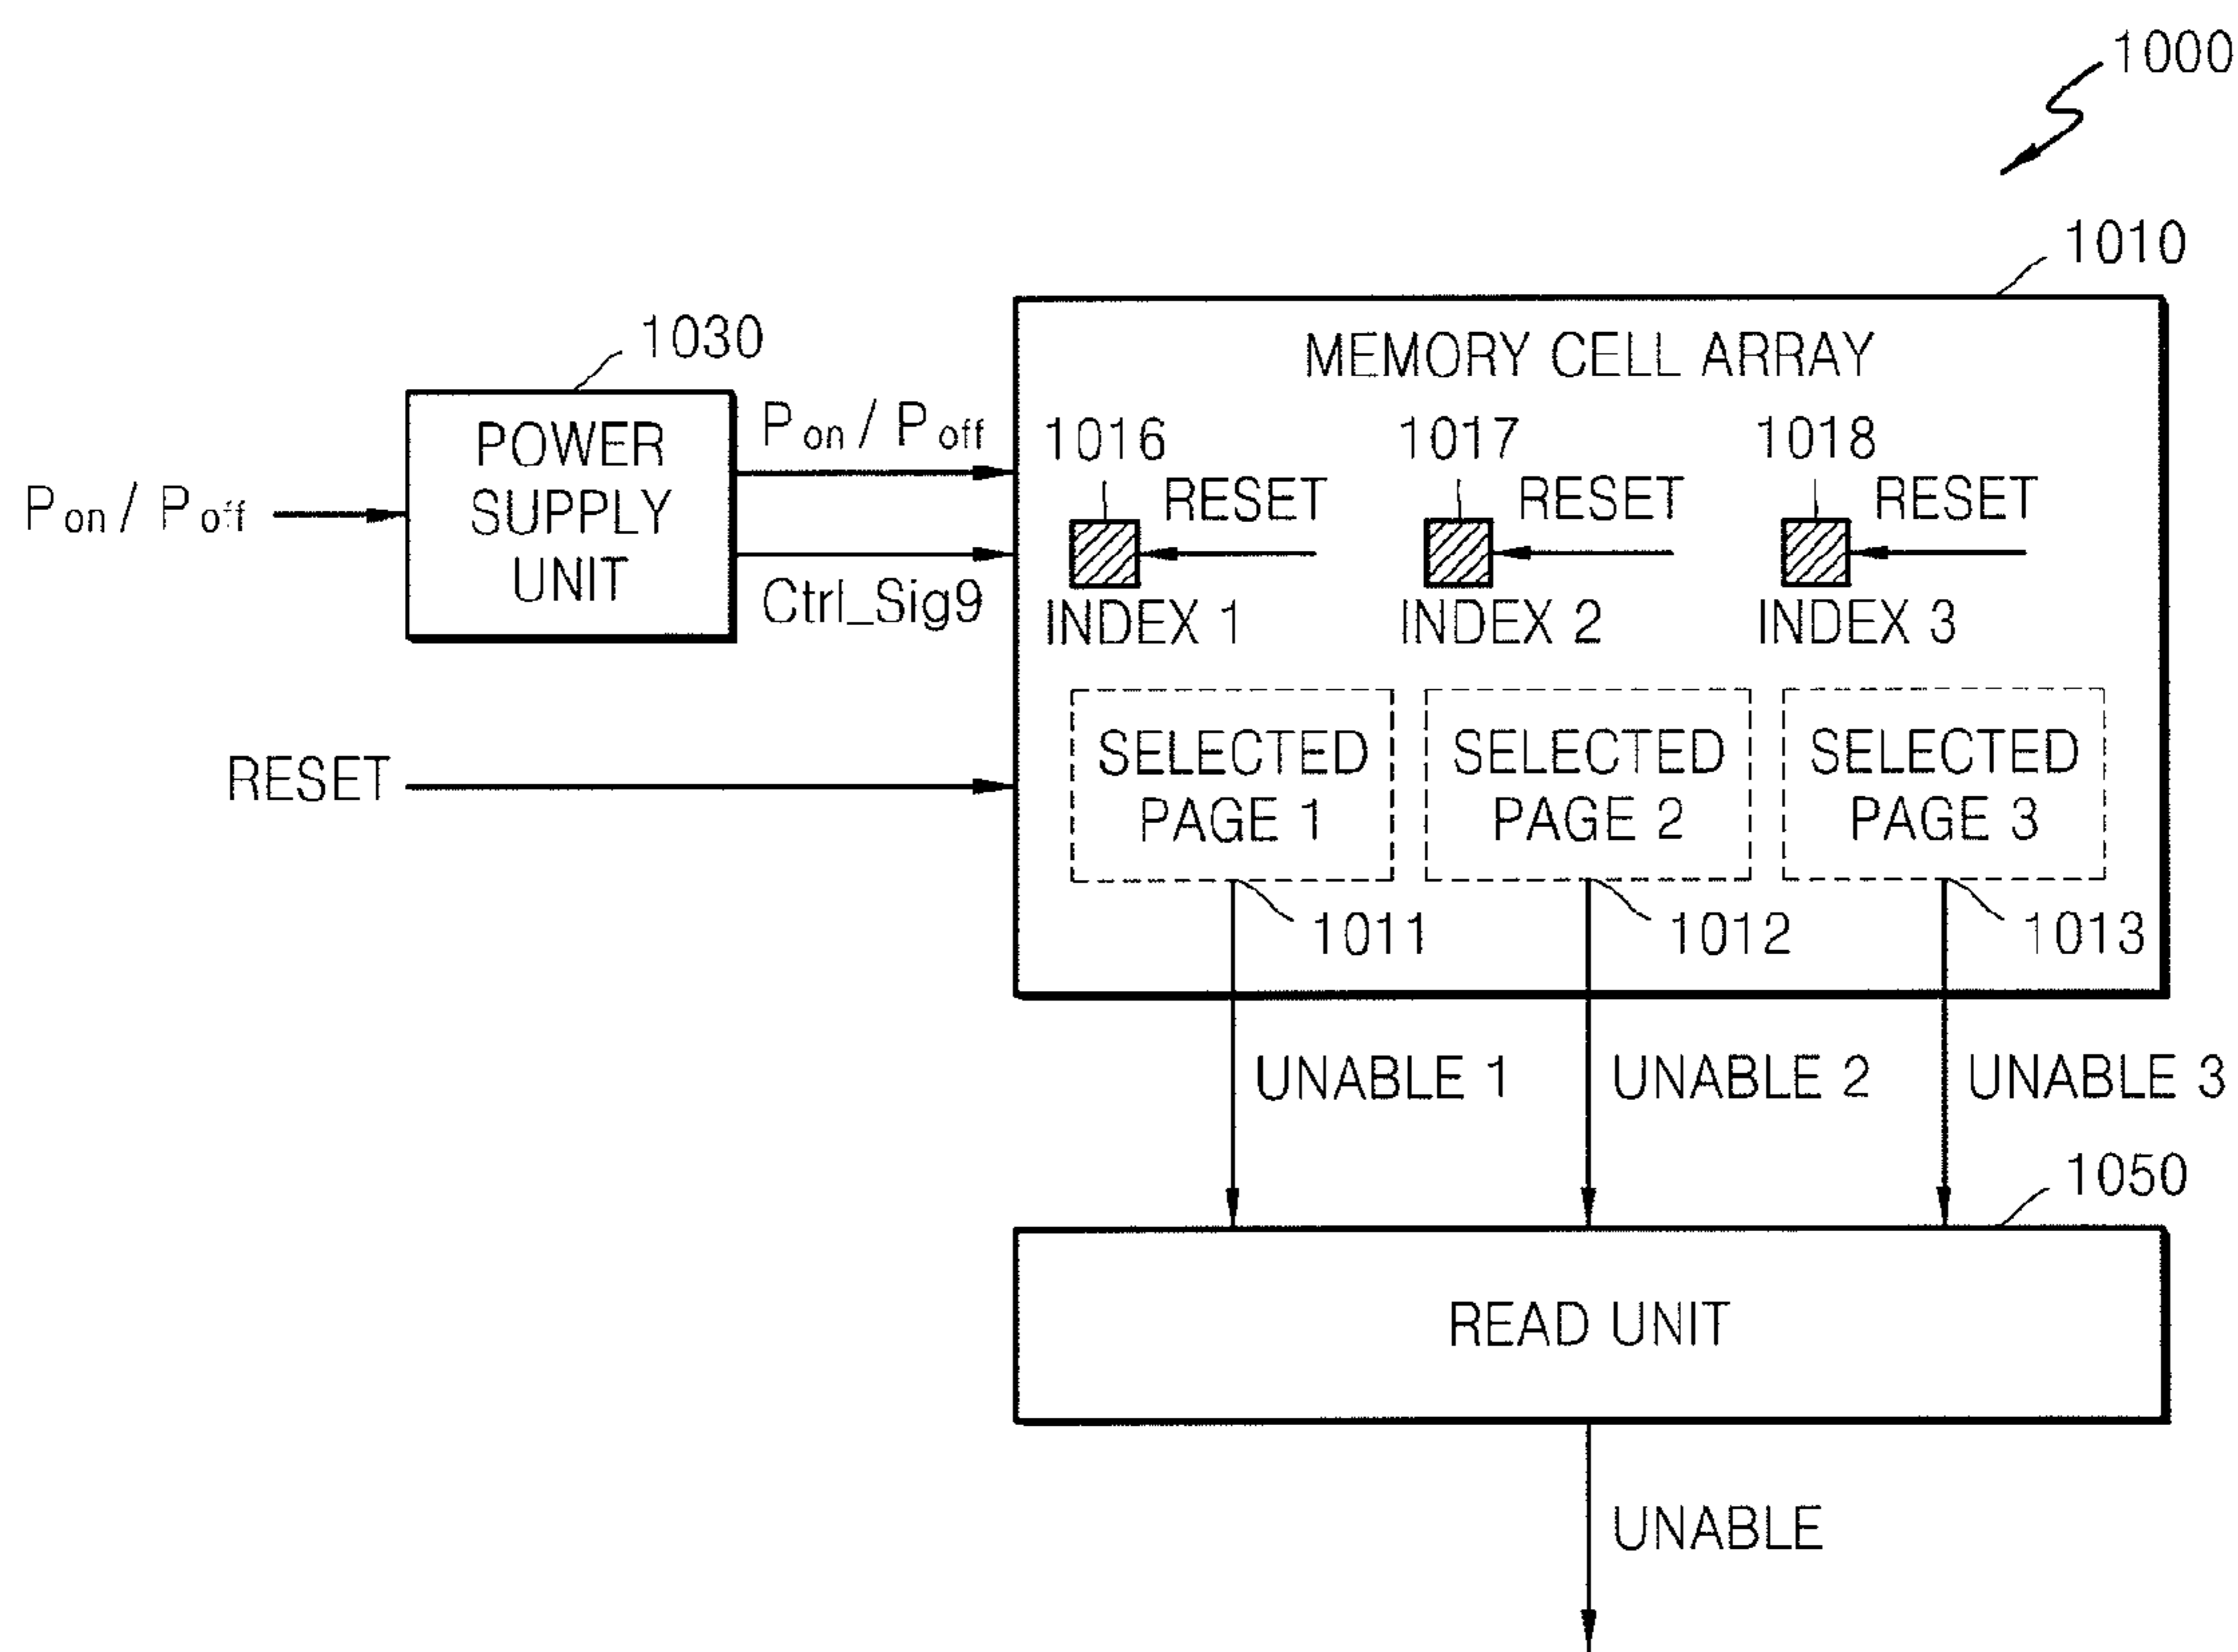 1000
1010
1030
MEMORY CELL ARRAY
POWER
SUPPLY
UNIT
Pon / Poff
Pon / Poff
Ctrl_Sig9
1016
1017
1018
RESET
RESET
RESET
INDEX 1
INDEX 2
INDEX 3
RESET
SELECTED
PAGE 1
SELECTED
PAGE 2
SELECTED
PAGE 3
1011
1012
1013
UNABLE 1
UNABLE 2
UNABLE 3
1050
READ UNIT
UNABLE